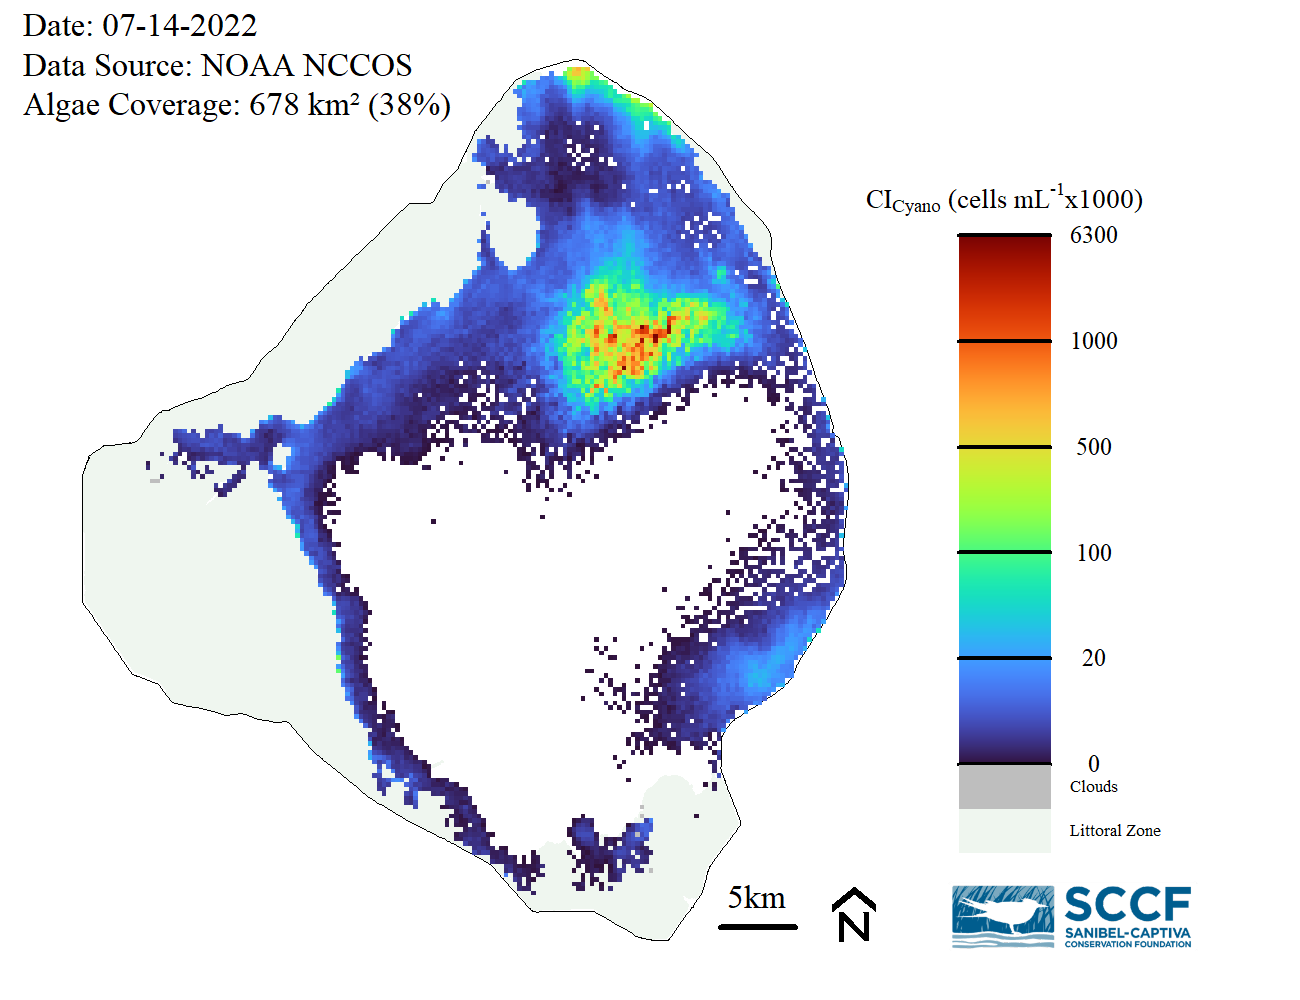 Date: 07-14-2022
Data Source: NOAA NCCOS
Algae Coverage: 678 km² (38%)
CICyano (cells mL-1x1000)
6300
1000
500
100
20
0
Clouds
Littoral Zone
5km
N
SCCF
SANIBEL-CAPTIVA
CONSERVATION FOUNDATION